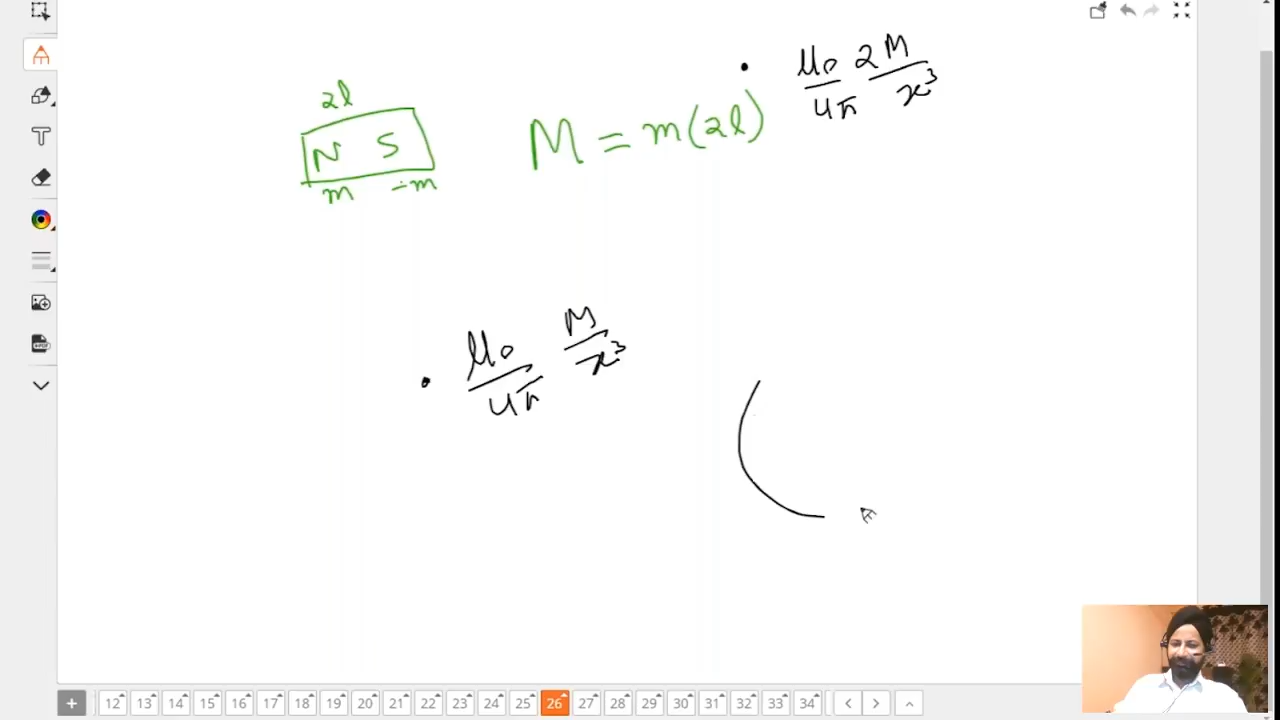 μ₀/4π 2M/x³
2l
N S
M = m(2l)
m -m
μ₀/4π M/x³
+ 12 13 14 15 16 17 18 19 20 21 22 23 24 25 26 27 28 29 30 31 32 33 34 < > ^